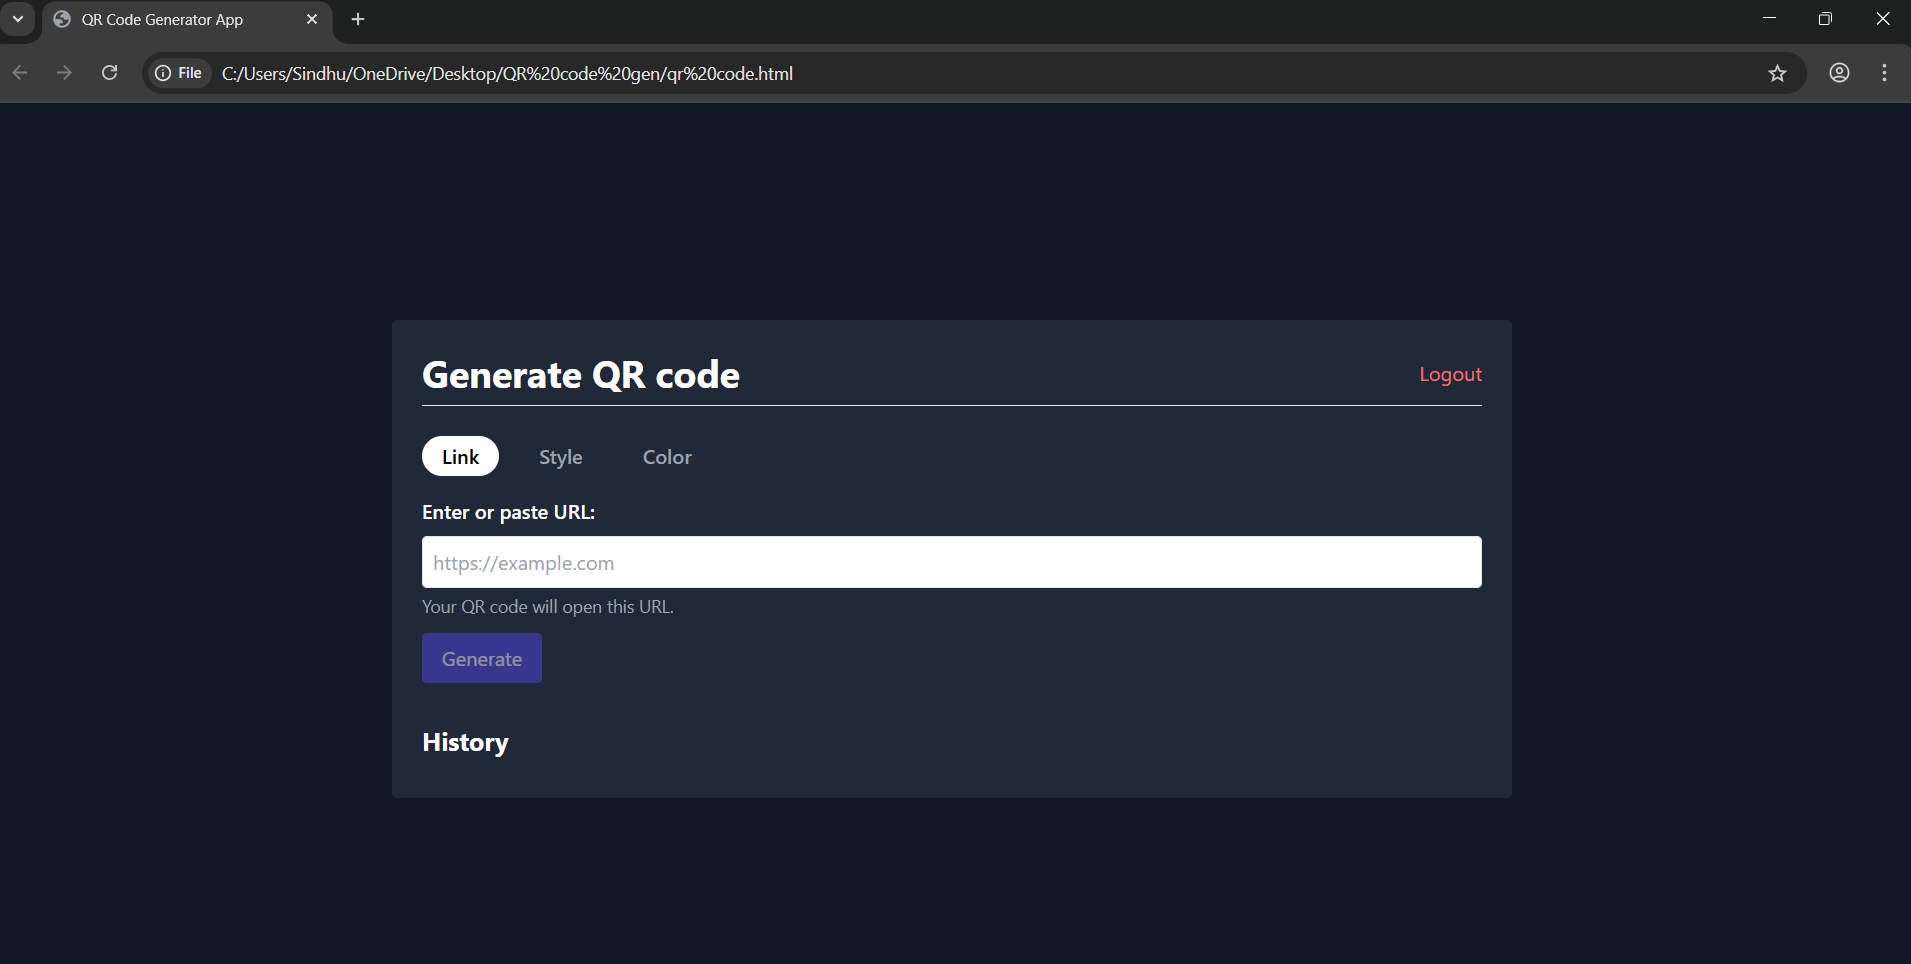 QR Code Generator App
File C:/Users/Sindhu/OneDrive/Desktop/QR%20code%20gen/qr%20code.html
Generate QR code
Logout
Link Style Color
Enter or paste URL:
https://example.com
Your QR code will open this URL.
Generate
History